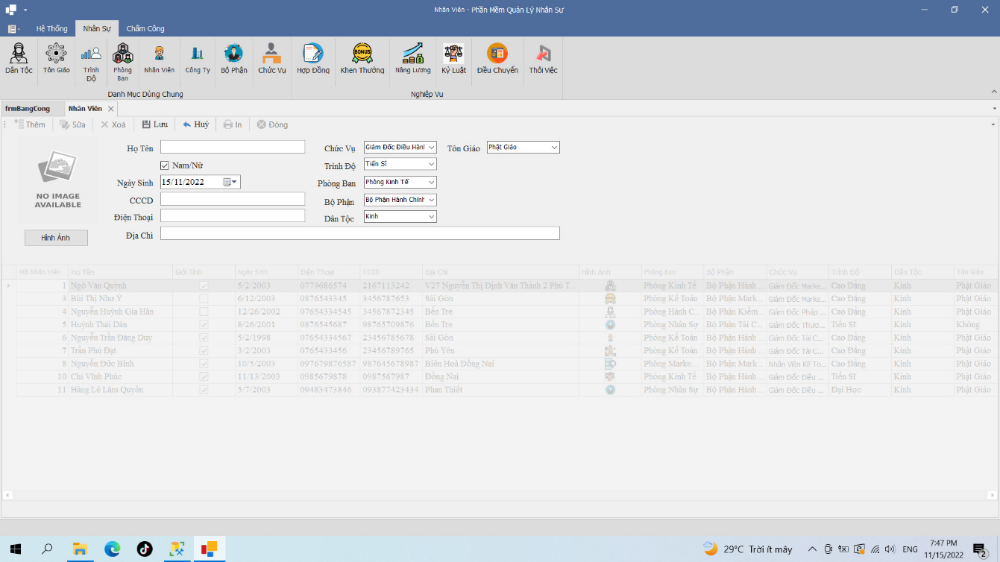 Nhân Viên - Phần Mềm Quản Lý Nhân Sự
Hệ Thống Nhân Sự Chấm Công
Dân Tộc Tôn Giáo Trình Độ Phòng Ban Nhân Viên Công Ty Bộ Phận Chức Vụ Hợp Đồng Khen Thưởng Năng Lương Kỷ Luật Điều Chuyển Thôi Việc
BONUS
Danh Mục Dùng Chung Nghiệp Vụ
frmBangCong Nhân Viên
Thêm Sửa Xoá Lưu Huỷ In Đóng
NO IMAGE
AVAILABLE
Hình Ảnh
Họ Tên Chức Vụ Giám Đốc Điều Hành Tôn Giáo Phật Giáo
Nam/Nữ Trình Độ Tiến Sĩ
Ngày Sinh 15/11/2022 Phòng Ban Phòng Kinh Tế
CCCD Bộ Phận Bộ Phận Hành Chính
Điện Thoại Dân Tộc Kinh
Địa Chỉ
Mã Nhân Viên Họ Tên Giới Tính Ngày Sinh Điện Thoại CCCD Địa Chỉ Hình Ảnh Phòng Ban Bộ Phận Chức Vụ Trình Độ Dân Tộc Tôn Giáo
1 Ngô Văn Quỳnh 5/2/2003 0779686574 2167113242 V27 Nguyễn Thị Định Văn Thánh 2 Phú T... Phòng Kinh Tế Bộ Phận Hành ... Giám Đốc Marke... Cao Đẳng Kinh Phật Giáo
3 Bùi Thị Như Ý 6/12/2003 0876543345 3456787653 Sài Gòn Phòng Kế Toán Bộ Phận Mark... Giám Đốc Marke... Cao Đẳng Kinh Phật Giáo
4 Nguyễn Huỳnh Gia Hân 12/26/2002 07654334545 34567872345 Bến Tre Phòng Hành C... Bộ Phận Kiểm... Giám Đốc Pháp ... Cao Đẳng Kinh Phật Giáo
5 Huỳnh Thái Dân 8/26/2001 0876545687 98765709876 Bến Tre Phòng Nhân Sự Bộ Phận Tài C... Giám Đốc Thươ... Tiến Sĩ Kinh Không
6 Nguyễn Trần Đăng Duy 5/2/1998 07654334567 23456785678 Sài Gòn Phòng Kế Toán Bộ Phận Hành ... Giám Đốc Tài C... Cao Đẳng Kinh Phật Giáo
7 Trần Phú Đạt 3/2/2003 0765433456 23456789765 Phú Yên Phòng Kế Toán Bộ Phận Hành ... Giám Đốc Tài C... Cao Đẳng Kinh Phật Giáo
8 Nguyễn Đức Bình 10/5/2003 097679876587 987645678987 Biên Hoà Đồng Nai Phòng Marke... Bộ Phận Mark... Nhân Viên Kế To... Cao Đẳng Kinh Phật Giáo
10 Chí Vĩnh Phúc 11/13/2003 0985679878 0987567987 Đồng Nai Phòng Kinh Tế Bộ Phận Hành ... Giám Đốc Điều ... Tiến Sĩ Kinh Phật Giáo
11 Hàng Lê Lâm Quyền 5/7/2003 09483473846 093877423434 Phan Thiết Phòng Nhân Sự Bộ Phận Hành ... Giám Đốc Điều ... Đại Học Kinh Phật Giáo
29°C Trời ít mây ENG 7:47 PM
11/15/2022 2